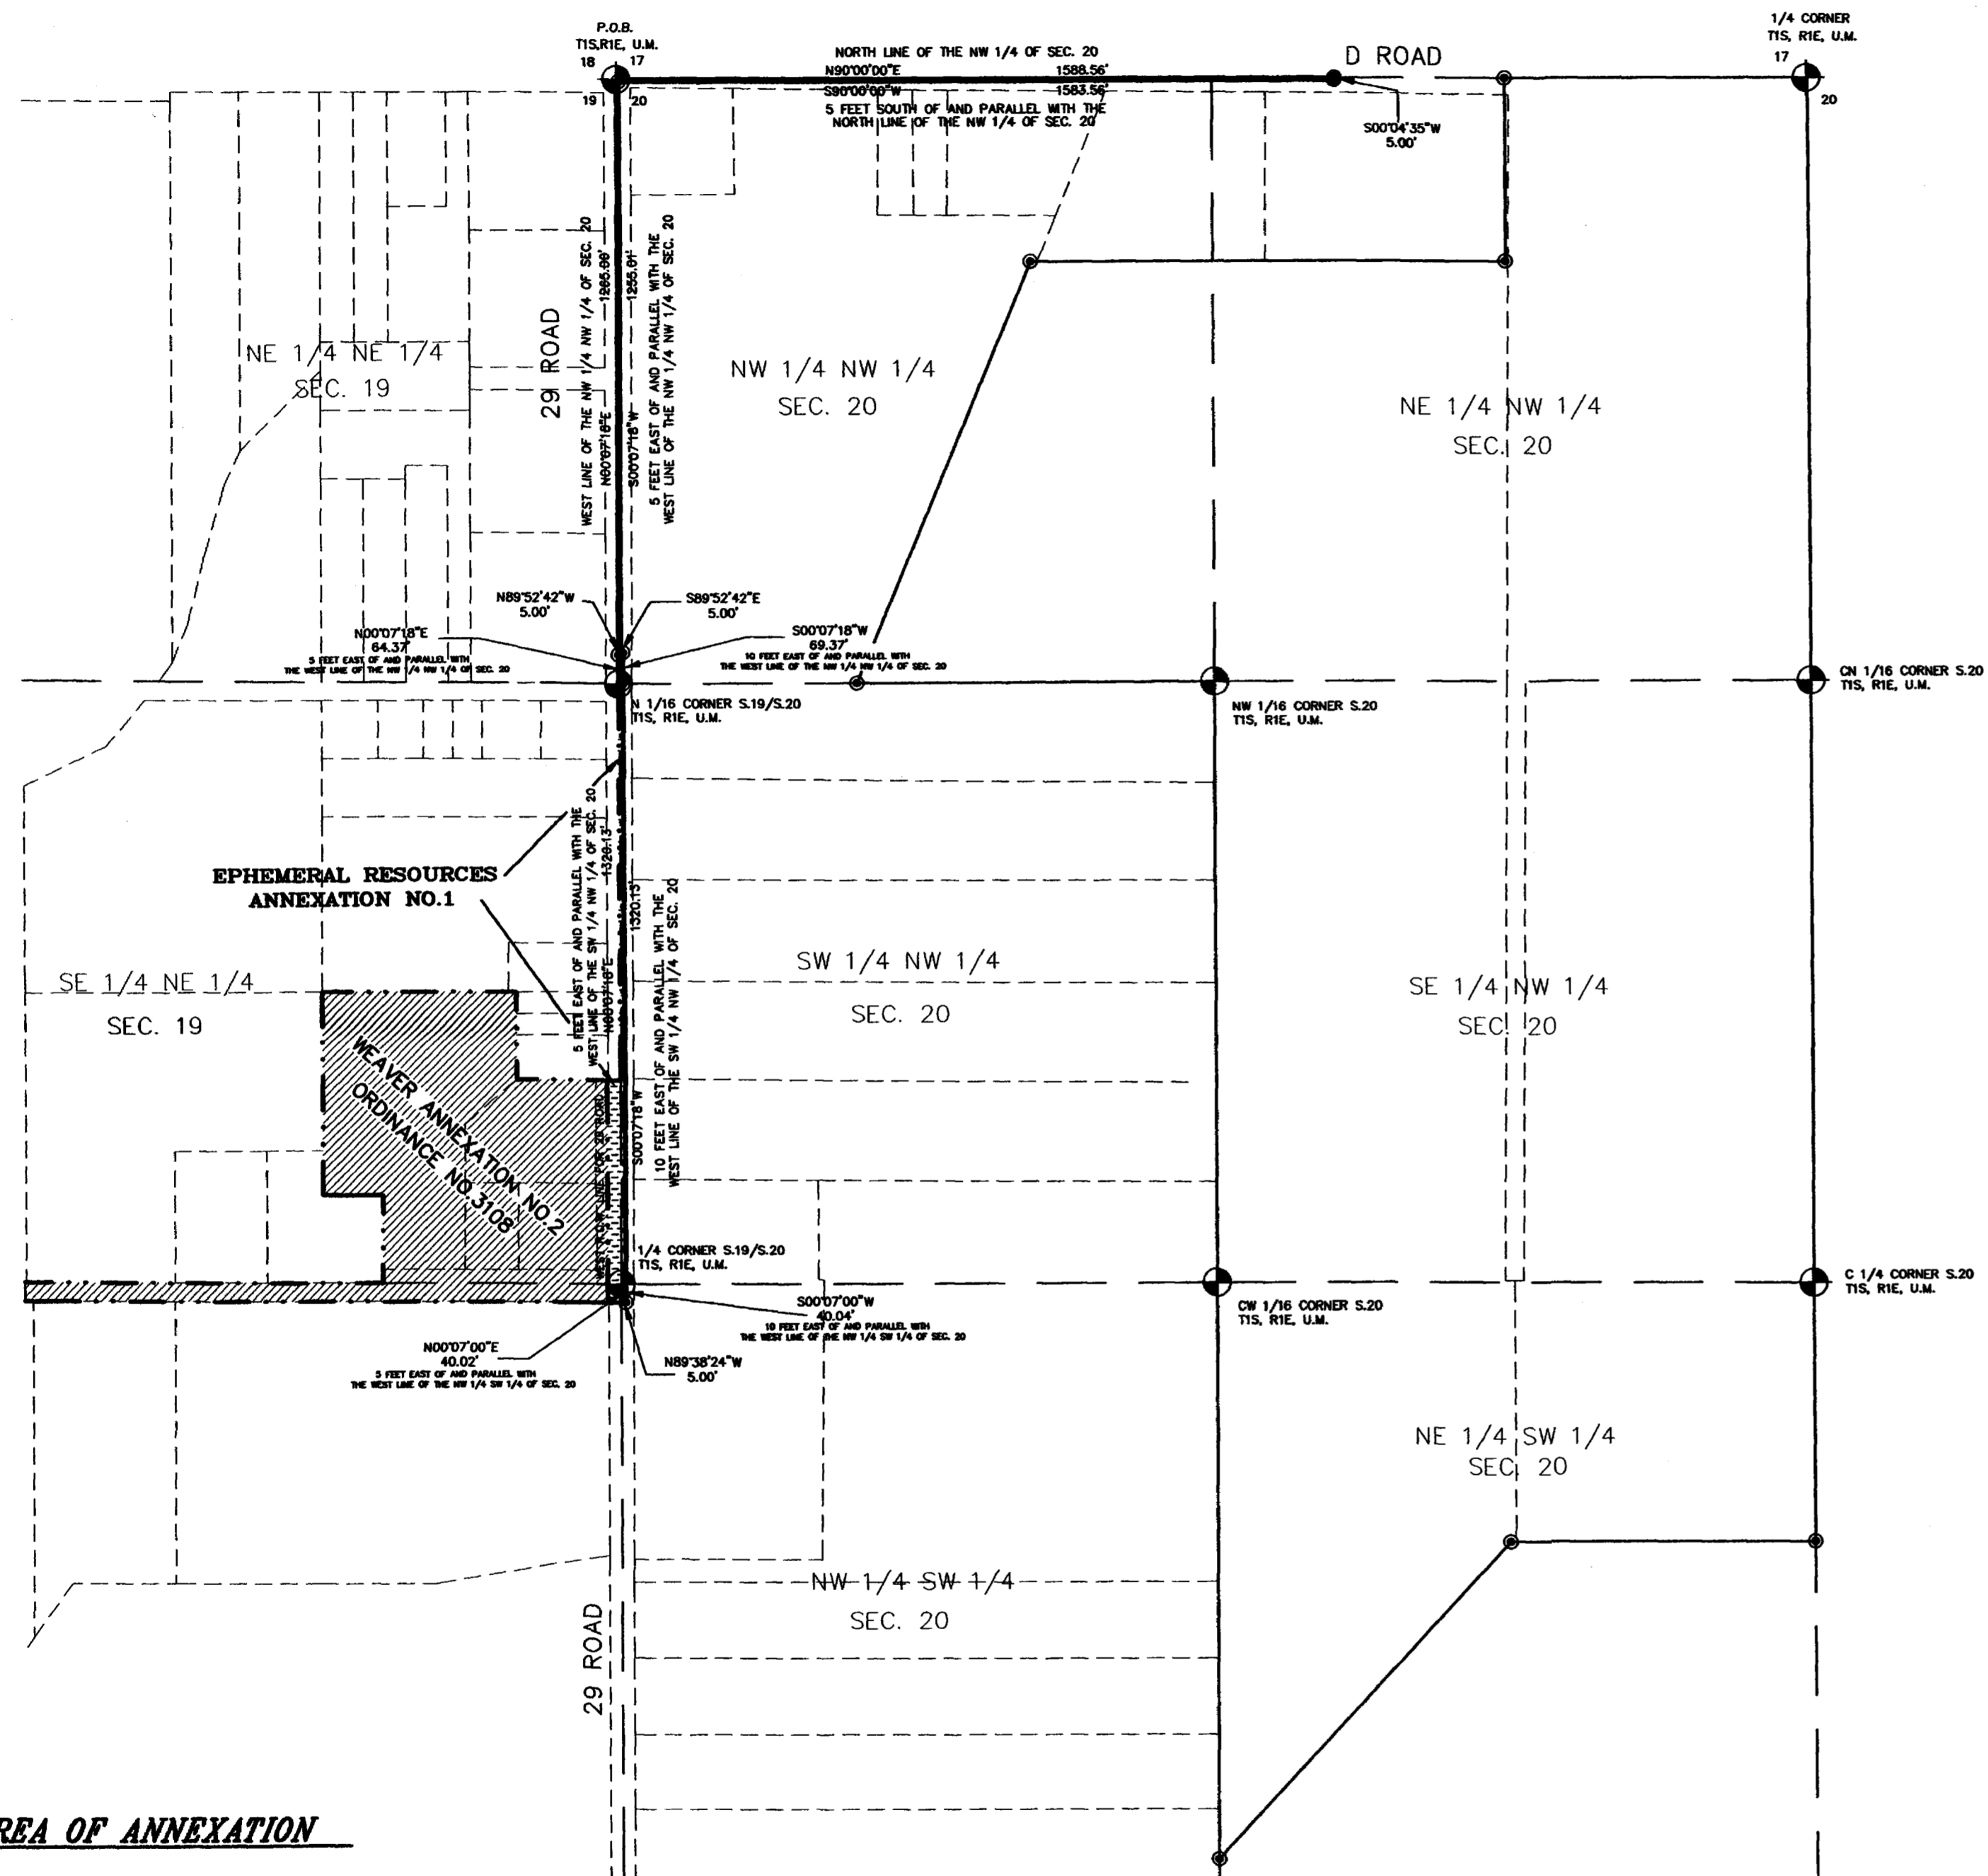 P.O.B.
T1S,R1E, U.M.
18 17
19 20
NORTH LINE OF THE NW 1/4 OF SEC. 20
N90°00'00"E 1588.56'
S90°00'00"W 1583.56'
5 FEET SOUTH OF AND PARALLEL WITH THE
NORTH LINE OF THE NW 1/4 OF SEC. 20
D ROAD
1/4 CORNER
T1S, R1E, U.M.
17
20
S00°04'35"W
5.00'
29 ROAD
WEST LINE OF THE NW 1/4 NW 1/4 OF SEC. 20
N00°07'18"E
S00°07'18"W 1255.01'
5 FEET EAST OF AND PARALLEL WITH THE
WEST LINE OF THE NW 1/4 NW 1/4 OF SEC. 20
NE 1/4 NE 1/4
SEC. 19
NW 1/4 NW 1/4
SEC. 20
NE 1/4 NW 1/4
SEC. 20
N89°52'42"W
5.00'
S89°52'42"E
5.00'
N00°07'18"E
64.37'
5 FEET EAST OF AND PARALLEL WITH
THE WEST LINE OF THE NW 1/4 NW 1/4 OF SEC. 20
S00°07'18"W
69.37'
10 FEET EAST OF AND PARALLEL WITH
THE WEST LINE OF THE NW 1/4 NW 1/4 OF SEC. 20
N 1/16 CORNER S.19/S.20
T1S, R1E, U.M.
NW 1/16 CORNER S.20
T1S, R1E, U.M.
CN 1/16 CORNER S.20
T1S, R1E, U.M.
EPHEMERAL RESOURCES
ANNEXATION NO.1
5 FEET EAST OF AND PARALLEL WITH THE
WEST LINE OF THE SW 1/4 NW 1/4 OF SEC. 20
N00°07'18"E 1320.13'
S00°07'18"W 1320.13'
10 FEET EAST OF AND PARALLEL WITH THE
WEST LINE OF THE SW 1/4 NW 1/4 OF SEC. 20
SE 1/4 NE 1/4
SEC. 19
SW 1/4 NW 1/4
SEC. 20
SE 1/4 NW 1/4
SEC. 20
WEAVER ANNEXATION NO.2
ORDINANCE NO.3108
WEST R.O.W. LINE FOR 29 ROAD
1/4 CORNER S.19/S.20
T1S, R1E, U.M.
CW 1/16 CORNER S.20
T1S, R1E, U.M.
C 1/4 CORNER S.20
T1S, R1E, U.M.
S00°07'00"W
40.04'
10 FEET EAST OF AND PARALLEL WITH
THE WEST LINE OF THE NW 1/4 SW 1/4 OF SEC. 20
N00°07'00"E
40.02'
5 FEET EAST OF AND PARALLEL WITH
THE WEST LINE OF THE NW 1/4 SW 1/4 OF SEC. 20
N89°38'24"W
5.00'
NE 1/4 SW 1/4
SEC. 20
NW 1/4 SW 1/4
SEC. 20
29 ROAD
REA OF ANNEXATION